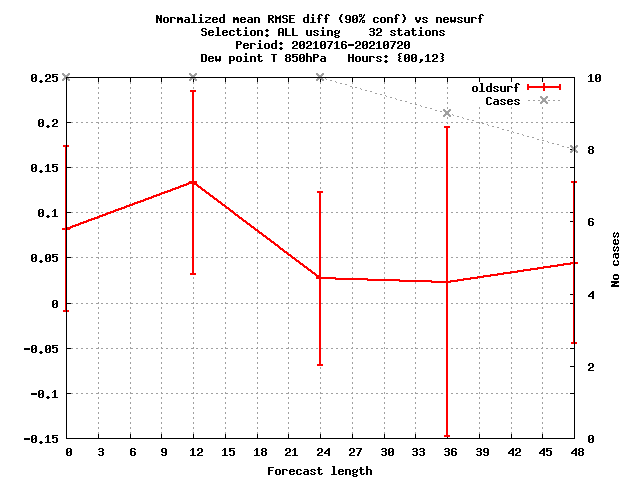 Normalized mean RMSE diff (90% conf) vs newsurf
Selection: ALL using    32 stations
Period: 20210716-20210720
Dew point T 850hPa   Hours: {00,12}
oldsurf
Cases
0.25
0.2
0.15
0.1
0.05
0
-0.05
-0.1
-0.15
10
8
6
4
2
0
No cases
0 3 6 9 12 15 18 21 24 27 30 33 36 39 42 45 48
Forecast length